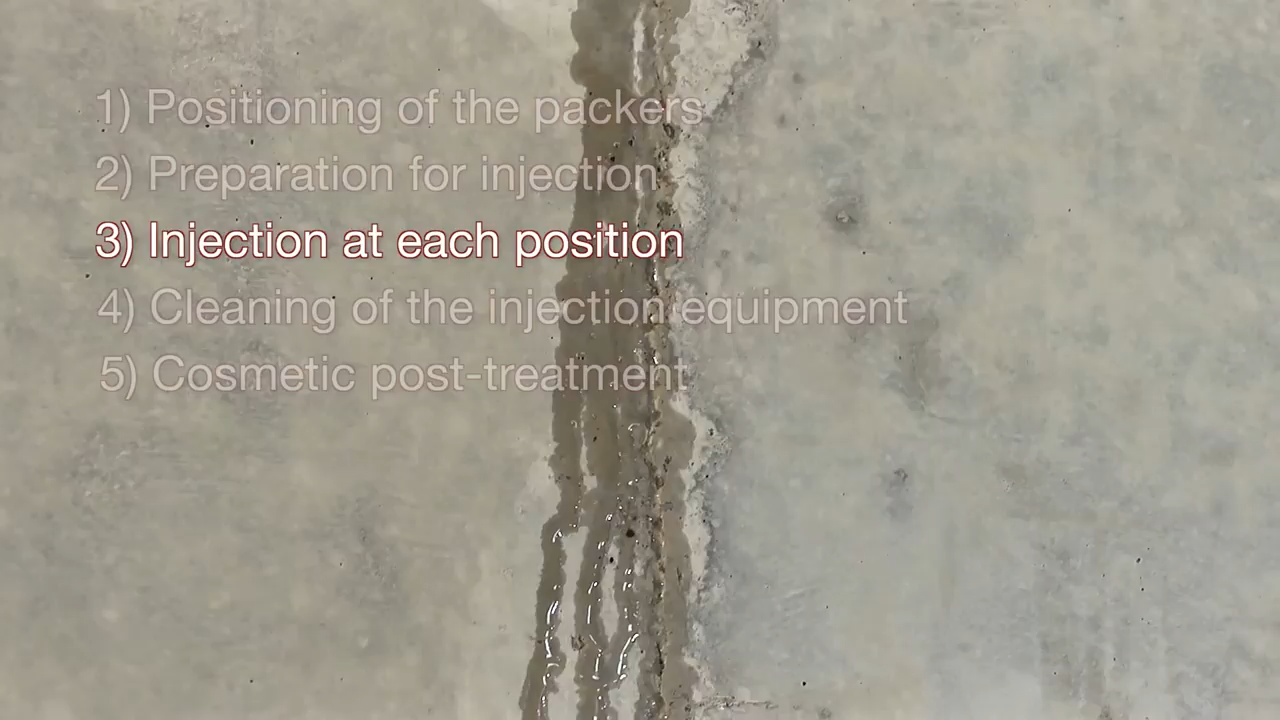 1) Positioning of the packers
2) Preparation for injection
3) Injection at each position
4) Cleaning of the injection equipment
5) Cosmetic post-treatment